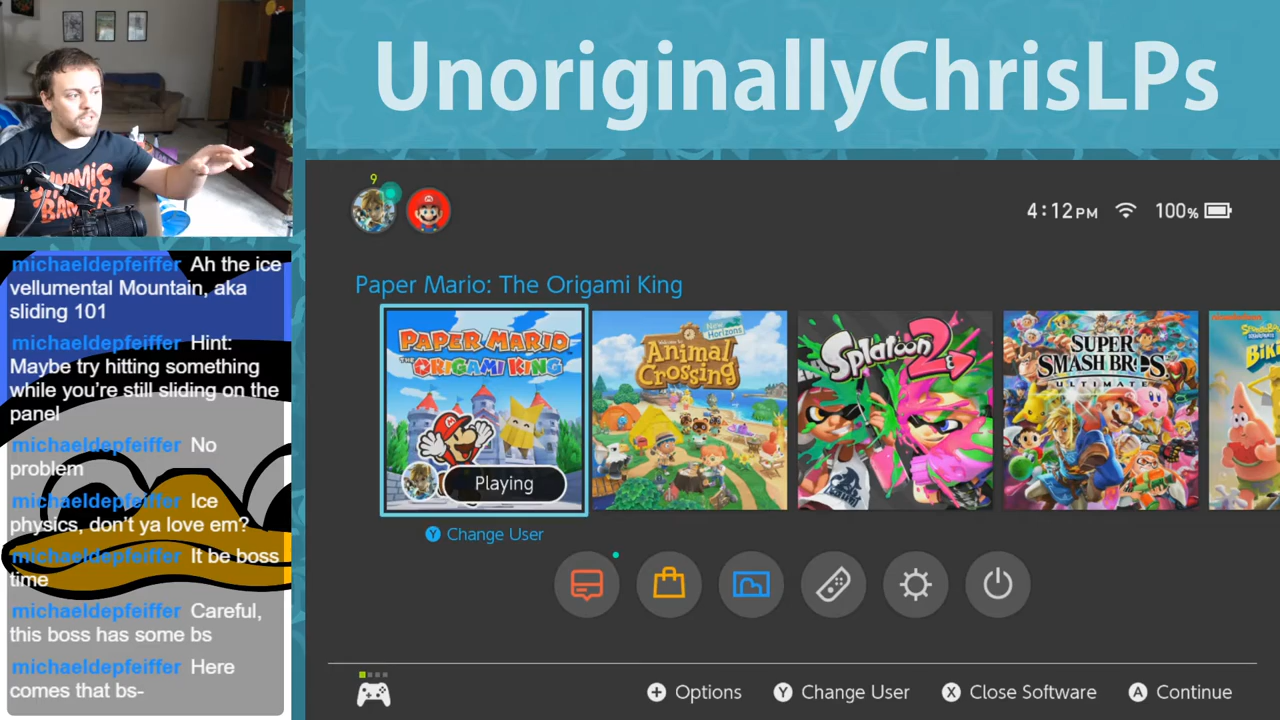 UnoriginallyChrisLPs
9
4:12 PM
100%
Paper Mario: The Origami King
PAPER MARIO
THE ORIGAMI KING
Playing
New Horizons
Welcome to
Animal
Crossing
Splatoon 2
SUPER
SMASH BROS.
ULTIMATE
Y Change User
+ Options
Y Change User
X Close Software
A Continue
michaeldepfeiffer Ah the ice
vellumental Mountain, aka
sliding 101
michaeldepfeiffer Hint:
Maybe try hitting something
while you’re still sliding on the
panel
michaeldepfeiffer No
problem
michaeldepfeiffer Ice
physics, don’t ya love em?
michaeldepfeiffer It be boss
time
michaeldepfeiffer Careful,
this boss has some bs
michaeldepfeiffer Here
comes that bs-